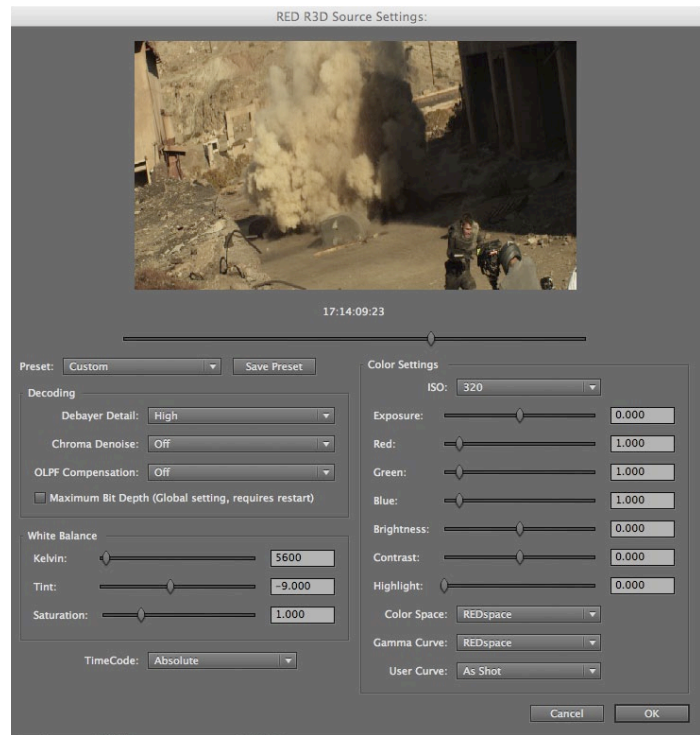 RED R3D Source Settings:
17:14:09:23
Preset: Custom Save Preset
Decoding
Debayer Detail: High
Chroma Denoise: Off
OLPF Compensation: Off
Maximum Bit Depth (Global setting, requires restart)
White Balance
Kelvin: 5600
Tint: -9.000
Saturation: 1.000
TimeCode: Absolute
Color Settings
ISO: 320
Exposure: 0.000
Red: 1.000
Green: 1.000
Blue: 1.000
Brightness: 0.000
Contrast: 0.000
Highlight: 0.000
Color Space: REDspace
Gamma Curve: REDspace
User Curve: As Shot
Cancel OK